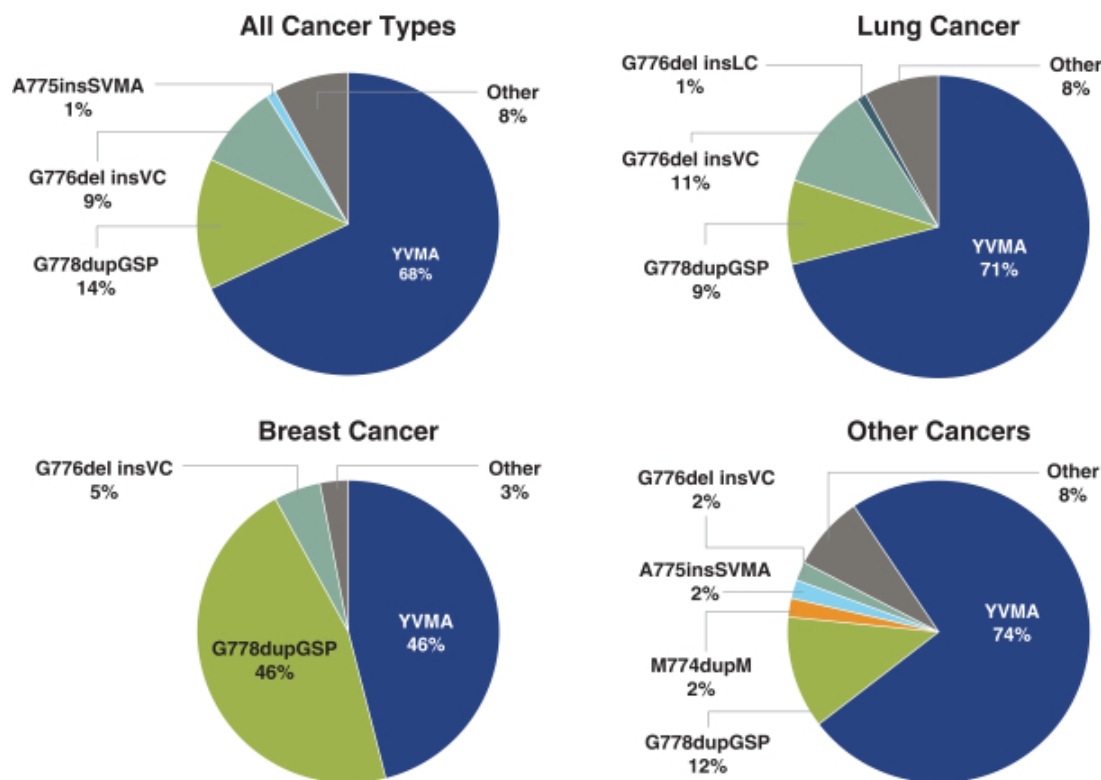 All Cancer Types
A775insSVMA
1%
Other
8%
G776del insVC
9%
G778dupGSP
14%
YVMA
68%
Lung Cancer
G776del insLC
1%
Other
8%
G776del insVC
11%
G778dupGSP
9%
YVMA
71%
Breast Cancer
G776del insVC
5%
Other
3%
G778dupGSP
46%
YVMA
46%
Other Cancers
G776del insVC
2%
Other
8%
A775insSVMA
2%
M774dupM
2%
G778dupGSP
12%
YVMA
74%